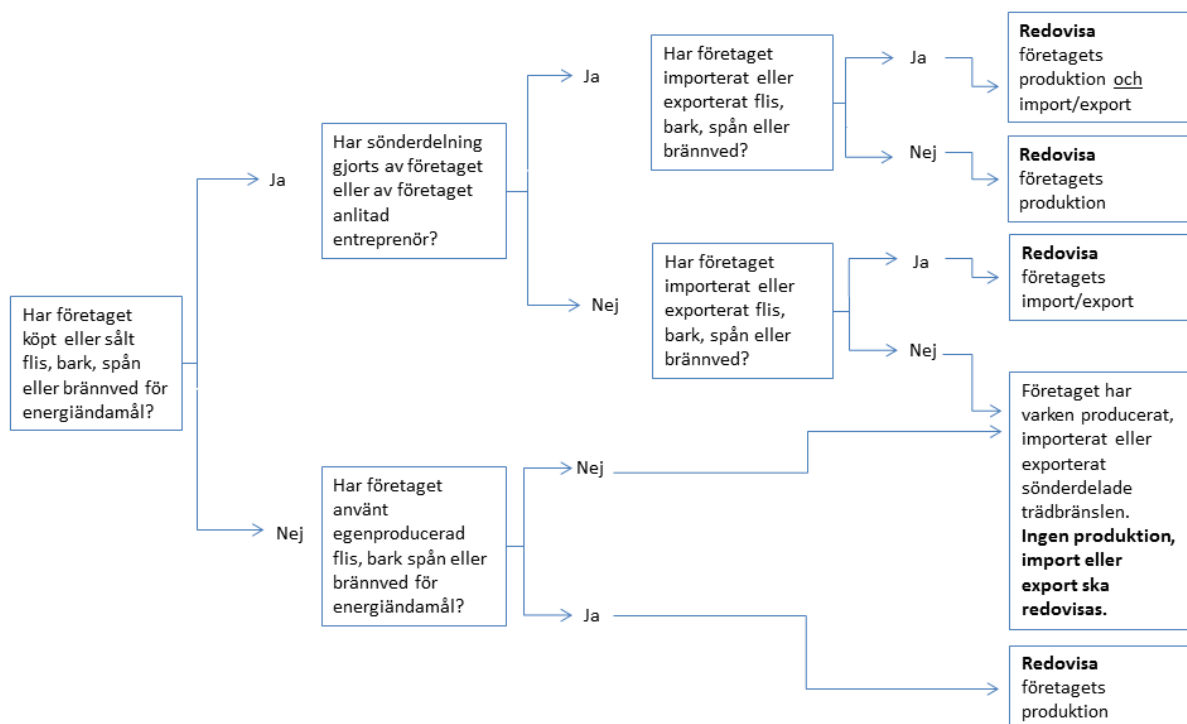 Har företaget
köpt eller sålt
flis, bark, spån
eller brännved för
energiändamål?
Ja
Har sönderdelning
gjorts av företaget
eller av företaget
anlitad
entreprenör?
Ja
Har företaget
importerat eller
exporterat flis,
bark, spån eller
brännved?
Ja
Redovisa
företagets
produktion och
import/export
Nej
Redovisa
företagets
produktion
Nej
Har företaget
importerat eller
exporterat flis,
bark, spån eller
brännved?
Ja
Redovisa
företagets
import/export
Nej
Företaget har
varken producerat,
importerat eller
exporterat
sönderdelade
trädbränslen.
Ingen produktion,
import eller
export ska
redovisas.
Nej
Har företaget
använt
egenproducerad
flis, bark spån eller
brännved för
energiändamål?
Nej
Ja
Redovisa
företagets
produktion